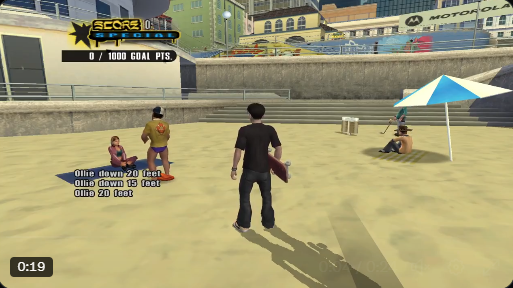 SCORE 0
SPECIAL
0 / 1000 GOAL PTS.
MOTOROLA
Ollie down 20 feet
Ollie down 15 feet
Ollie 20 feet
0:19